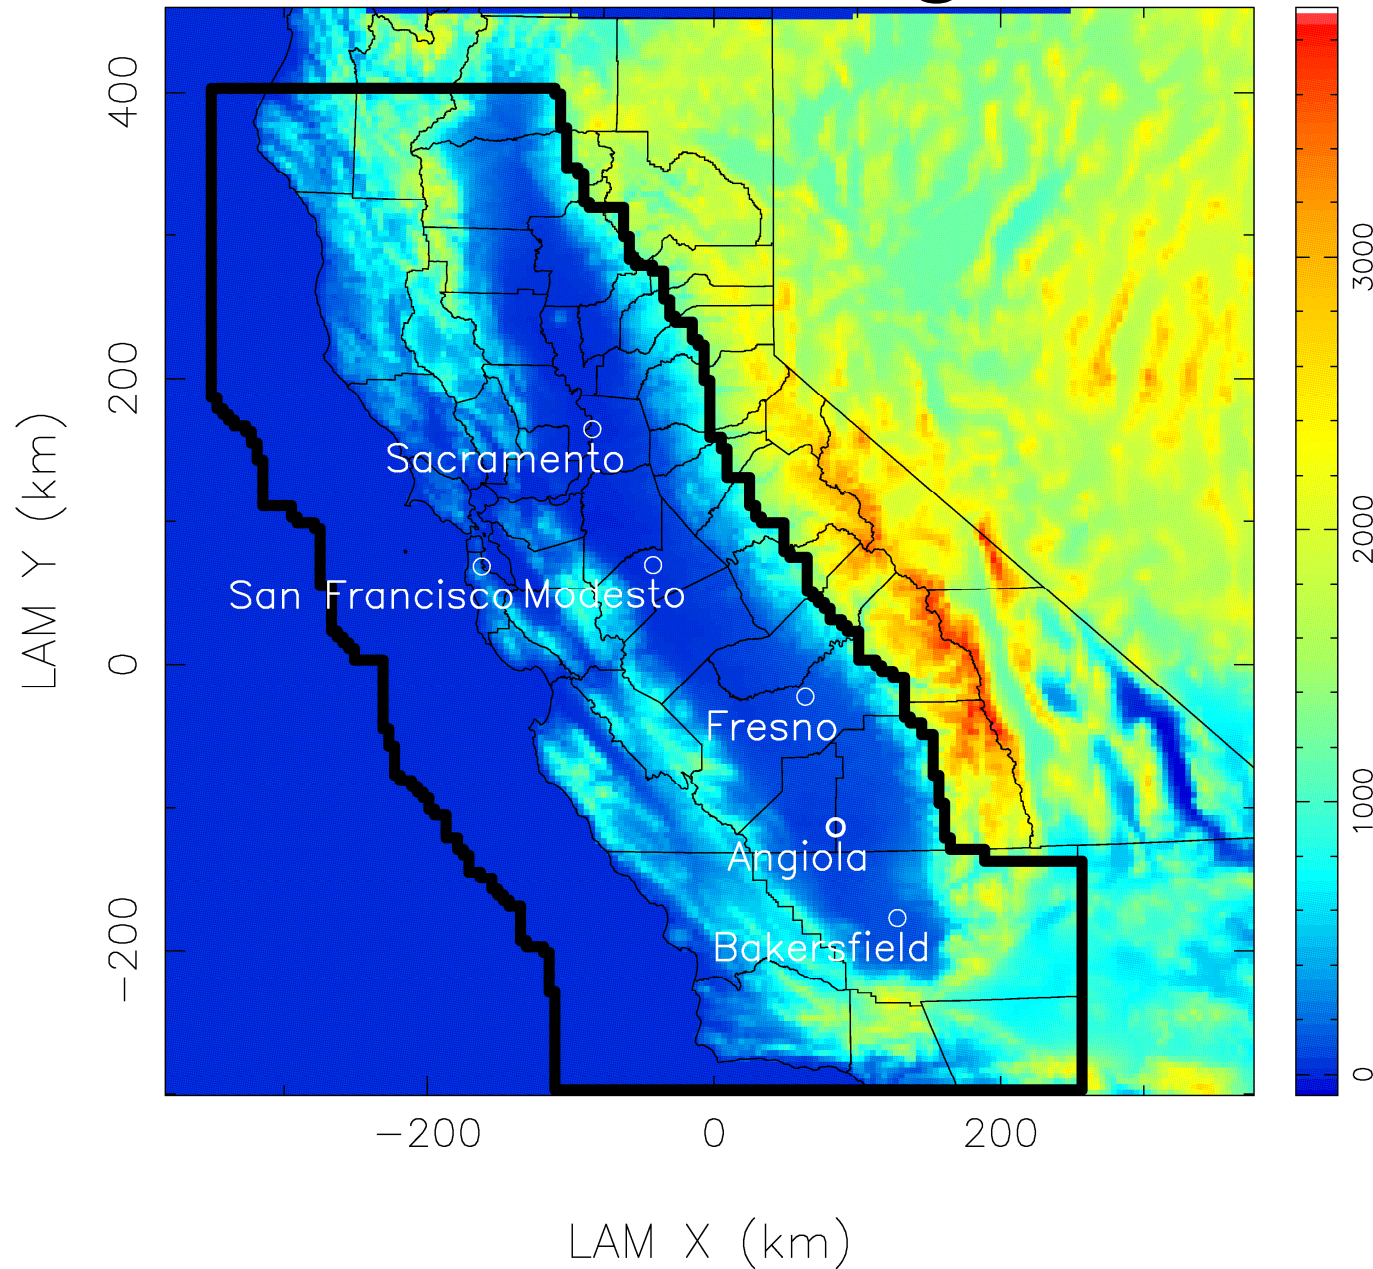 400
200
0
−200
LAM Y (km)
Sacramento
San Francisco
Modesto
Fresno
Angiola
Bakersfield
−200
0
200
LAM X (km)
3000
2000
1000
0